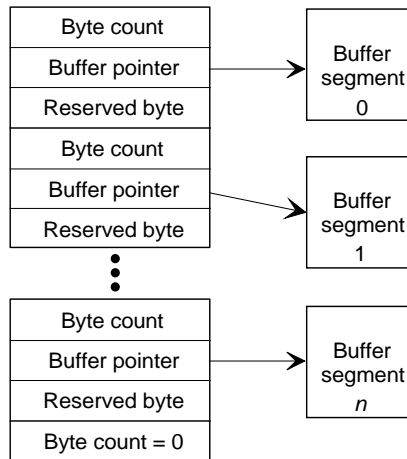 Byte count
Buffer pointer
Reserved byte
Byte count
Buffer pointer
Reserved byte
Byte count
Buffer pointer
Reserved byte
Byte count = 0
Buffer
segment
0
Buffer
segment
1
Buffer
segment
n